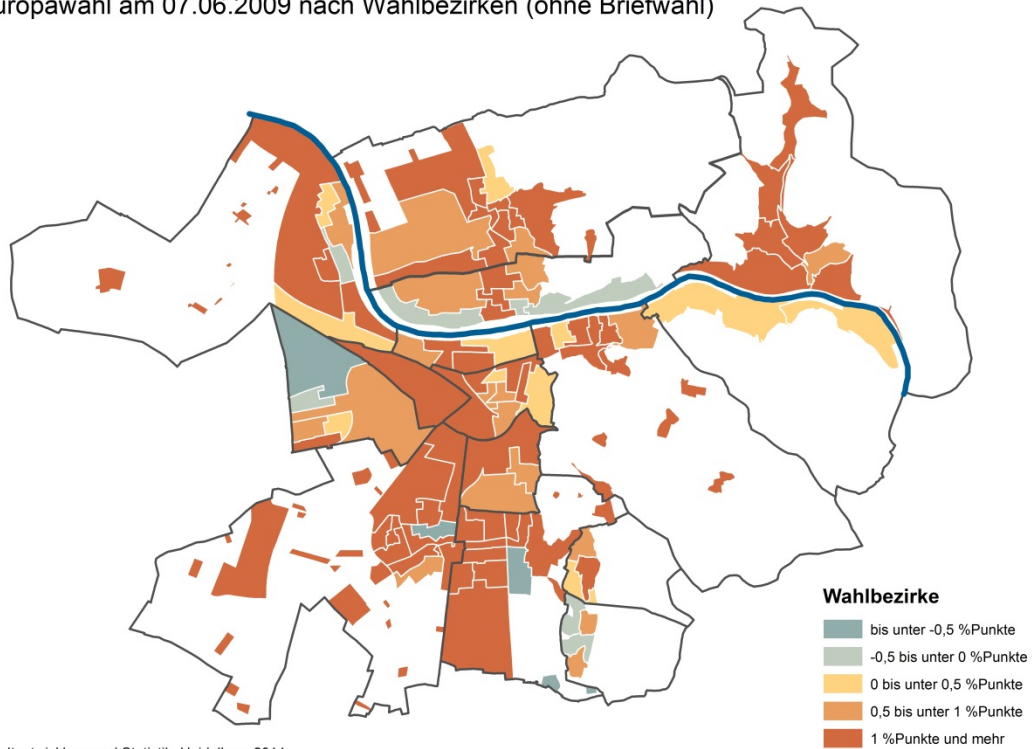 uropawahl am 07.06.2009 nach Wahlbezirken (ohne Briefwahl)
Wahlbezirke
bis unter -0,5 %Punkte
-0,5 bis unter 0 %Punkte
0 bis unter 0,5 %Punkte
0,5 bis unter 1 %Punkte
1 %Punkte und mehr